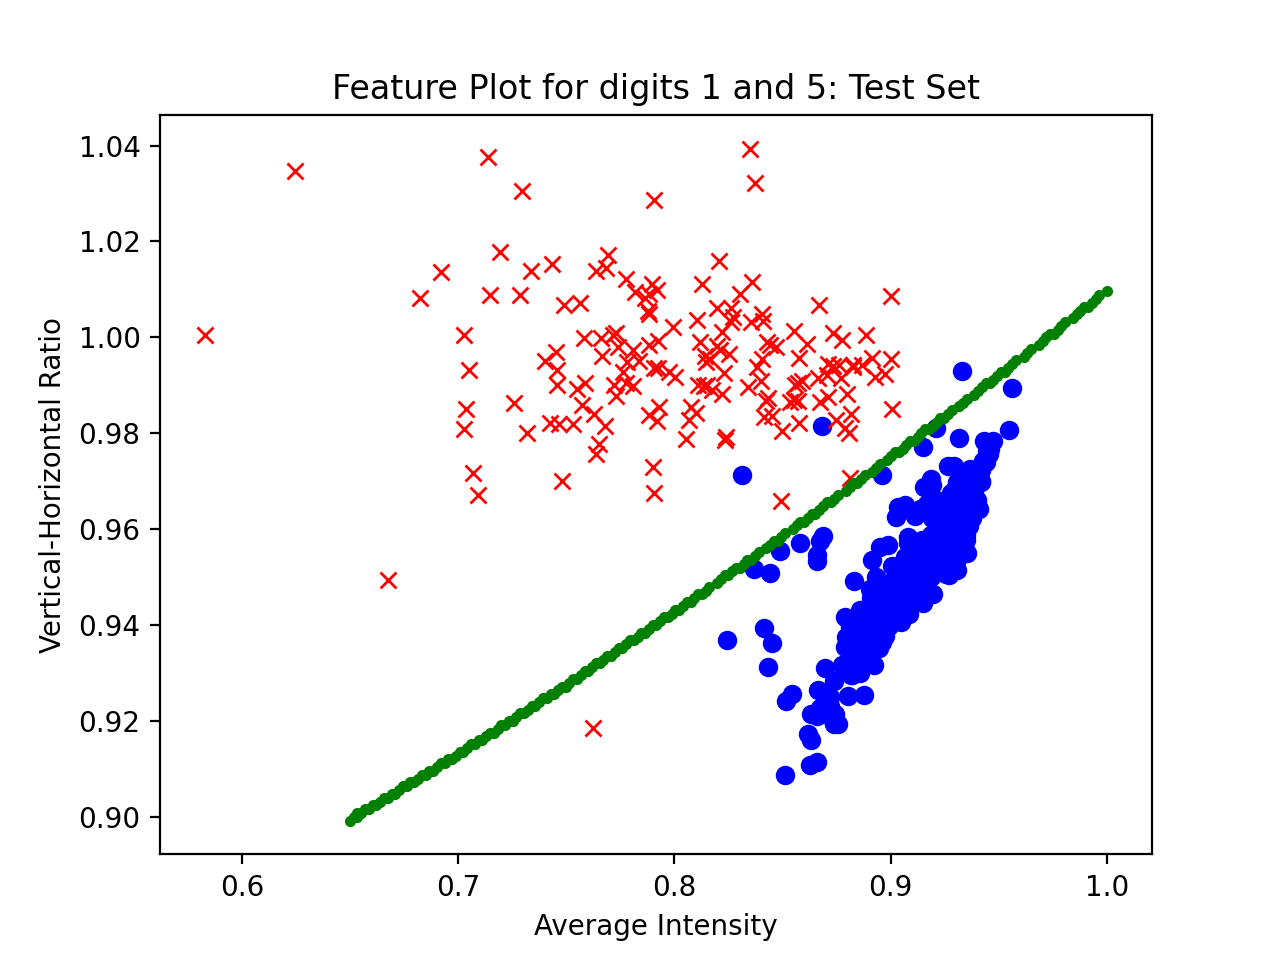 Feature Plot for digits 1 and 5: Test Set
1.04
1.02
1.00
0.98
0.96
0.94
0.92
0.90
Vertical-Horizontal Ratio
0.6 0.7 0.8 0.9 1.0
Average Intensity